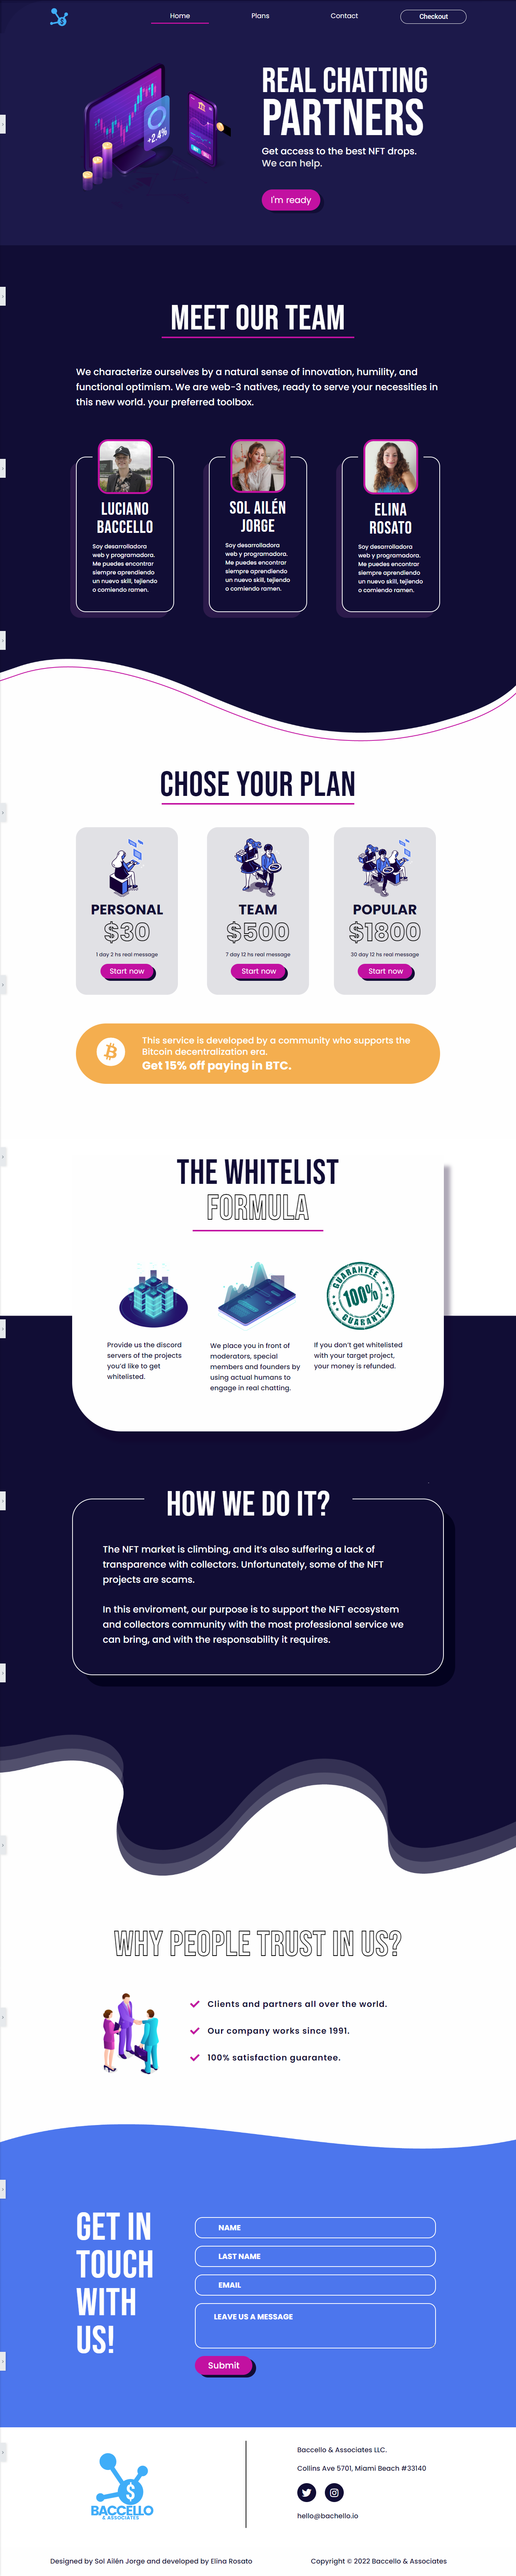 Home
Plans
Contact
Checkout
REAL CHATTING
PARTNERS
+2.4%
Get access to the best NFT drops.
We can help.
I'm ready
MEET OUR TEAM
We characterize ourselves by a natural sense of innovation, humility, and
functional optimism. We are web-3 natives, ready to serve your necessities in
this new world. your preferred toolbox.
LUCIANO
BACCELLO
Soy desarrolladora
web y programadora.
Me puedes encontrar
siempre aprendiendo
un nuevo skill, tejiendo
o comiendo ramen.
SOL AILÉN
JORGE
Soy desarrolladora
web y programadora.
Me puedes encontrar
siempre aprendiendo
un nuevo skill, tejiendo
o comiendo ramen.
ELINA
ROSATO
Soy desarrolladora
web y programadora.
Me puedes encontrar
siempre aprendiendo
un nuevo skill, tejiendo
o comiendo ramen.
CHOSE YOUR PLAN
PERSONAL
$30
1 day 2 hs real message
Start now
TEAM
$500
7 day 12 hs real message
Start now
POPULAR
$1800
30 day 12 hs real message
Start now
This service is developed by a community who supports the
Bitcoin decentralization era.
Get 15% off paying in BTC.
THE WHITELIST
FORMULA
Provide us the discord
servers of the projects
you'd like to get
whitelisted.
We place you in front of
moderators, special
members and founders by
using actual humans to
engage in real chatting.
GUARANTEE
100%
GUARANTEE
If you don't get whitelisted
with your target project,
your money is refunded.
HOW WE DO IT?
The NFT market is climbing, and it's also suffering a lack of
transparence with collectors. Unfortunately, some of the NFT
projects are scams.
In this enviroment, our purpose is to support the NFT ecosystem
and collectors community with the most professional service we
can bring, and with the responsability it requires.
WHY PEOPLE TRUST IN US?
Clients and partners all over the world.
Our company works since 1991.
100% satisfaction guarantee.
GET IN
TOUCH
WITH
US!
NAME
LAST NAME
EMAIL
LEAVE US A MESSAGE
Submit
$
BACCELLO
& ASSOCIATES
Baccello & Associates LLC.
Collins Ave 5701, Miami Beach #33140
hello@bachello.io
Designed by Sol Ailén Jorge and developed by Elina Rosato
Copyright © 2022 Baccello & Associates